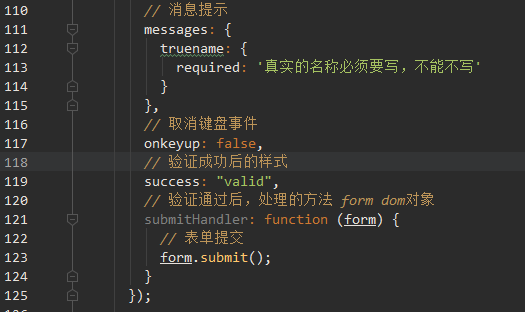 110 // 消息提示
111 messages: {
112 truename: {
113 required: '真实的名称必须要写，不能不写'
114 }
115 },
116 // 取消键盘事件
117 onkeyup: false,
118 // 验证成功后的样式
119 success: "valid",
120 // 验证通过后，处理的方法 form dom对象
121 submitHandler: function (form) {
122 // 表单提交
123 form.submit();
124 }
125 });